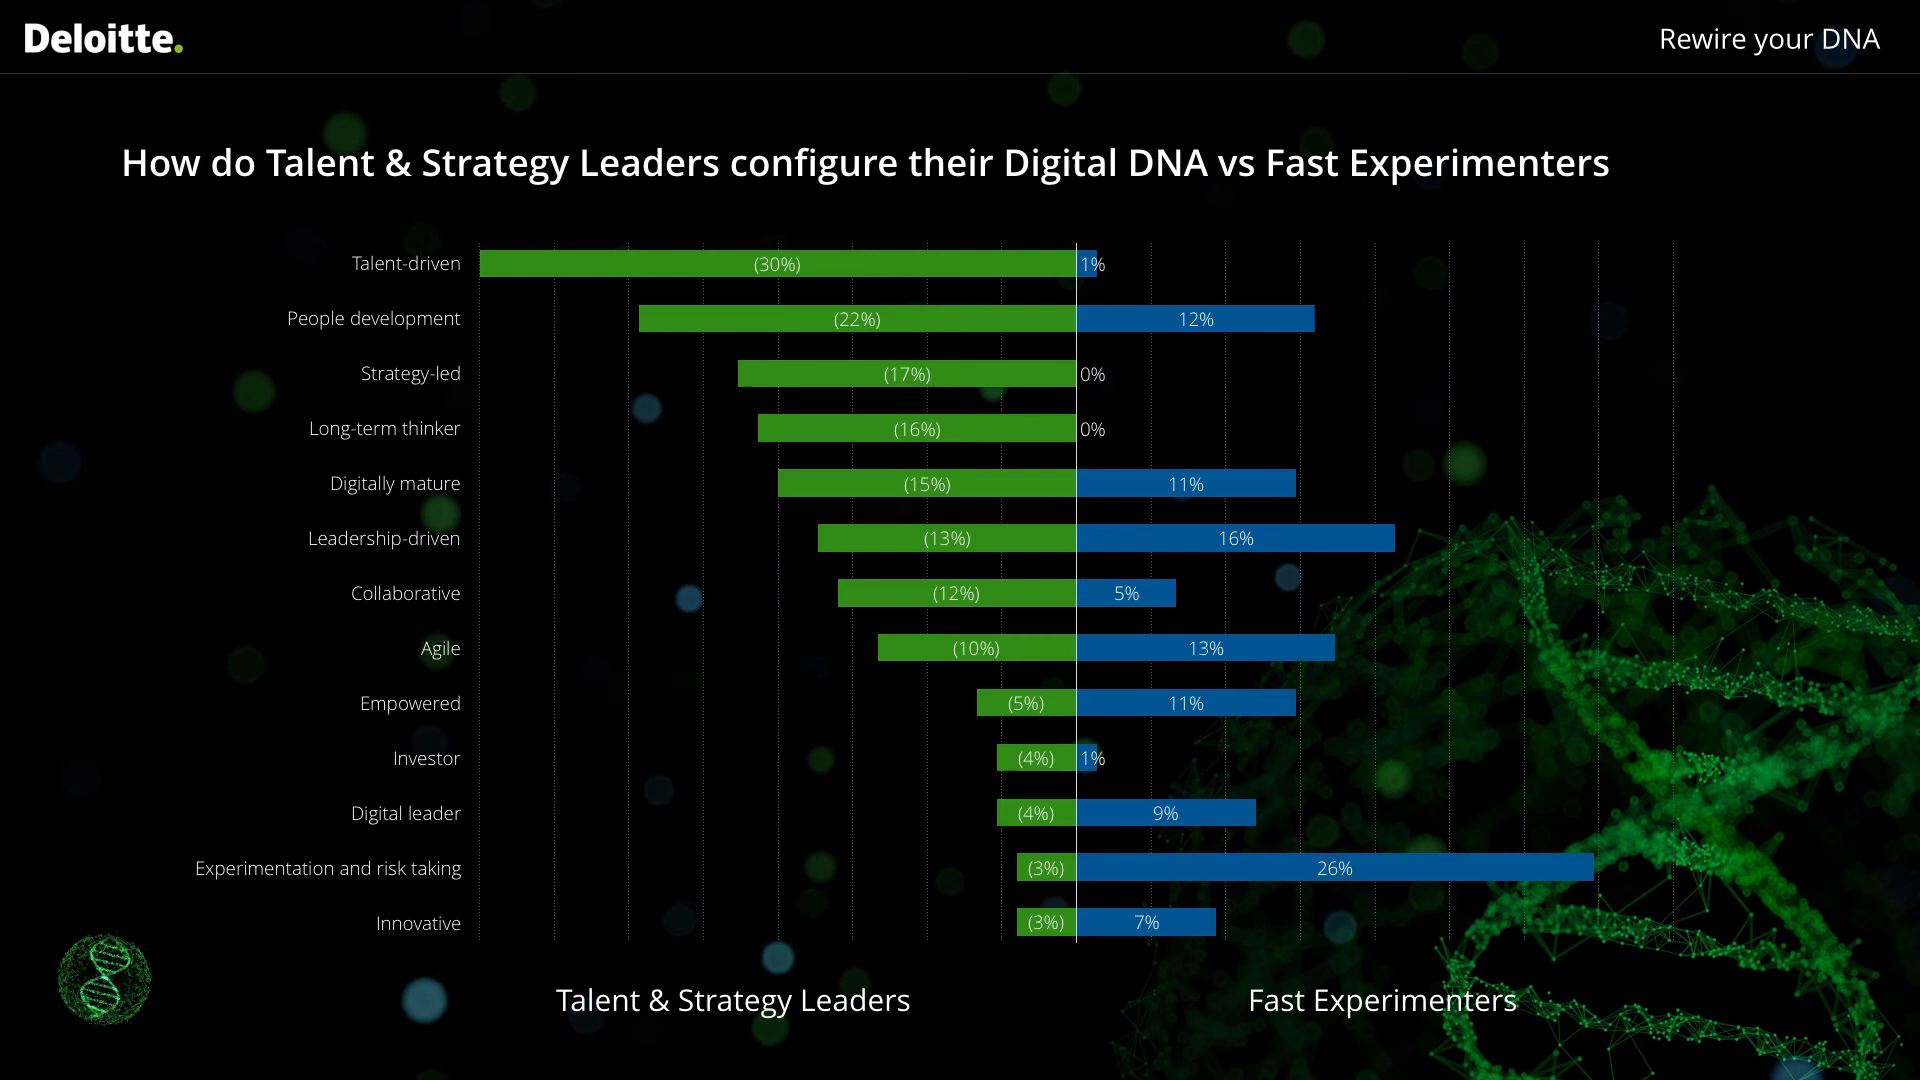 Deloitte.
Rewire your DNA
How do Talent & Strategy Leaders configure their Digital DNA vs Fast Experimenters
Talent-driven (30%) 1%
People development (22%) 12%
Strategy-led (17%) 0%
Long-term thinker (16%) 0%
Digitally mature (15%) 11%
Leadership-driven (13%) 16%
Collaborative (12%) 5%
Agile (10%) 13%
Empowered (5%) 11%
Investor (4%) 1%
Digital leader (4%) 9%
Experimentation and risk taking (3%) 26%
Innovative (3%) 7%
Talent & Strategy Leaders
Fast Experimenters